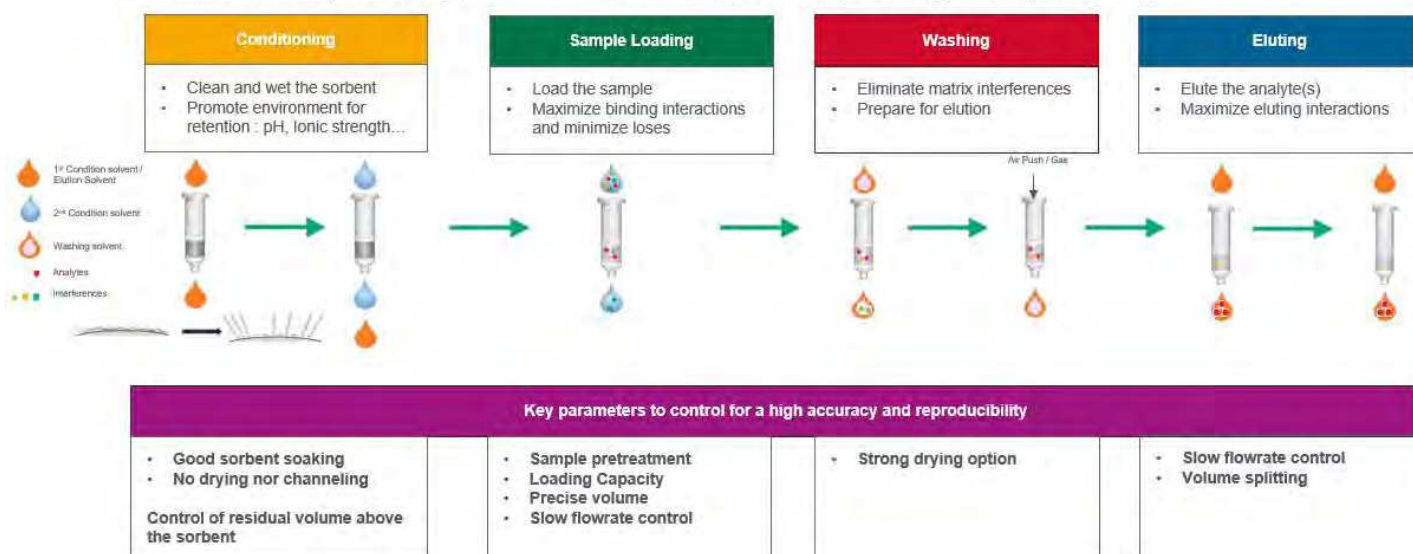 Conditioning
• Clean and wet the sorbent
• Promote environment for
retention : pH, Ionic strength…
Sample Loading
• Load the sample
• Maximize binding interactions
and minimize loses
Washing
• Eliminate matrix interferences
• Prepare for elution
Eluting
• Elute the analyte(s)
• Maximize eluting interactions
1st Condition solvent /
Elution Solvent
2nd Condition solvent
Washing solvent
Analytes
Interferences
Air Push / Gas
Key parameters to control for a high accuracy and reproducibility
• Good sorbent soaking
• No drying nor channeling
Control of residual volume above
the sorbent
• Sample pretreatment
• Loading Capacity
• Precise volume
• Slow flowrate control
• Strong drying option
• Slow flowrate control
• Volume splitting